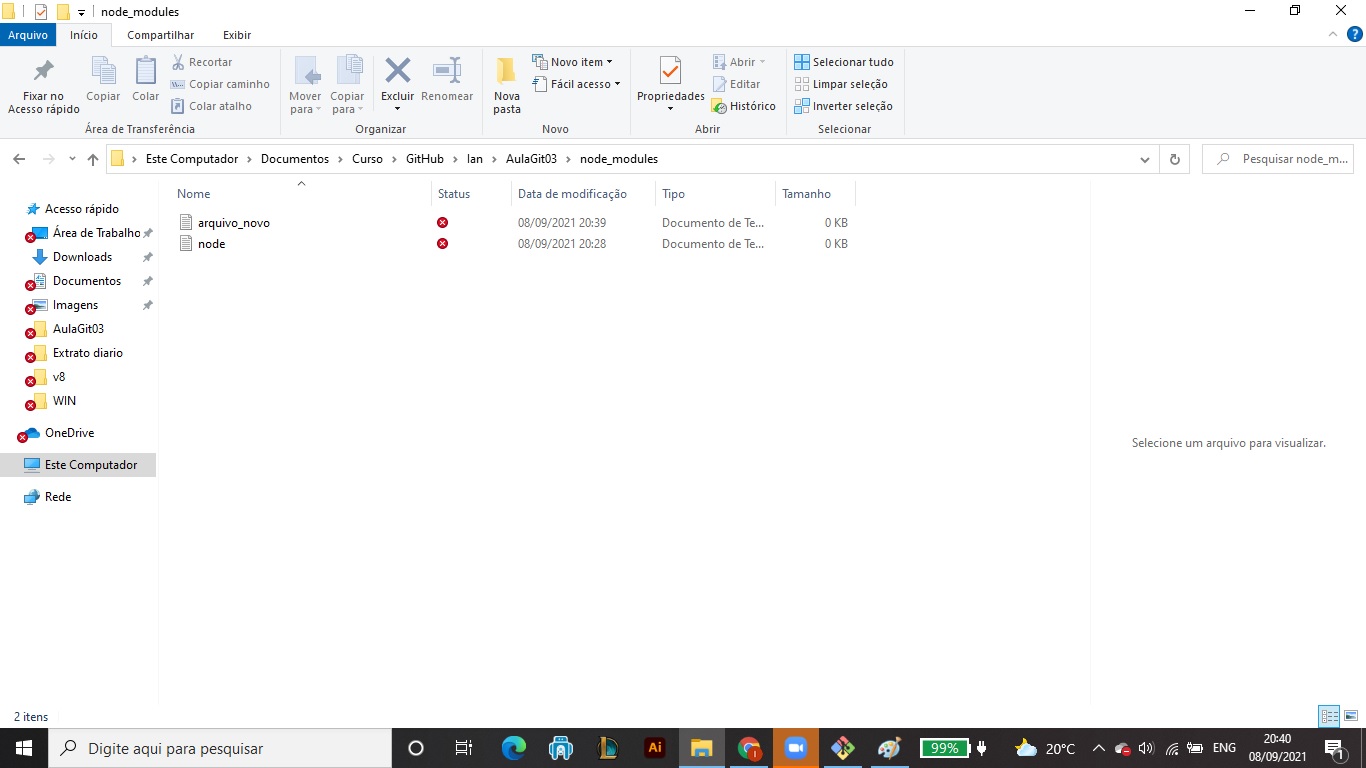 node_modules
Arquivo Início Compartilhar Exibir
Fixar no Acesso rápido
Copiar
Colar
Recortar
Copiar caminho
Colar atalho
Área de Transferência
Mover para
Copiar para
Excluir
Renomear
Organizar
Nova pasta
Novo item
Fácil acesso
Novo
Propriedades
Abrir
Editar
Histórico
Abrir
Selecionar tudo
Limpar seleção
Inverter seleção
Selecionar
Este Computador > Documentos > Curso > GitHub > Ian > AulaGit03 > node_modules
Pesquisar node_m...
Nome Status Data de modificação Tipo Tamanho
arquivo_novo 08/09/2021 20:39 Documento de Te... 0 KB
node 08/09/2021 20:28 Documento de Te... 0 KB
Acesso rápido
Área de Trabalho
Downloads
Documentos
Imagens
AulaGit03
Extrato diario
v8
WIN
OneDrive
Este Computador
Rede
Selecione um arquivo para visualizar.
2 itens
Digite aqui para pesquisar
Ai
99%
20°C
ENG
20:40
08/09/2021
1